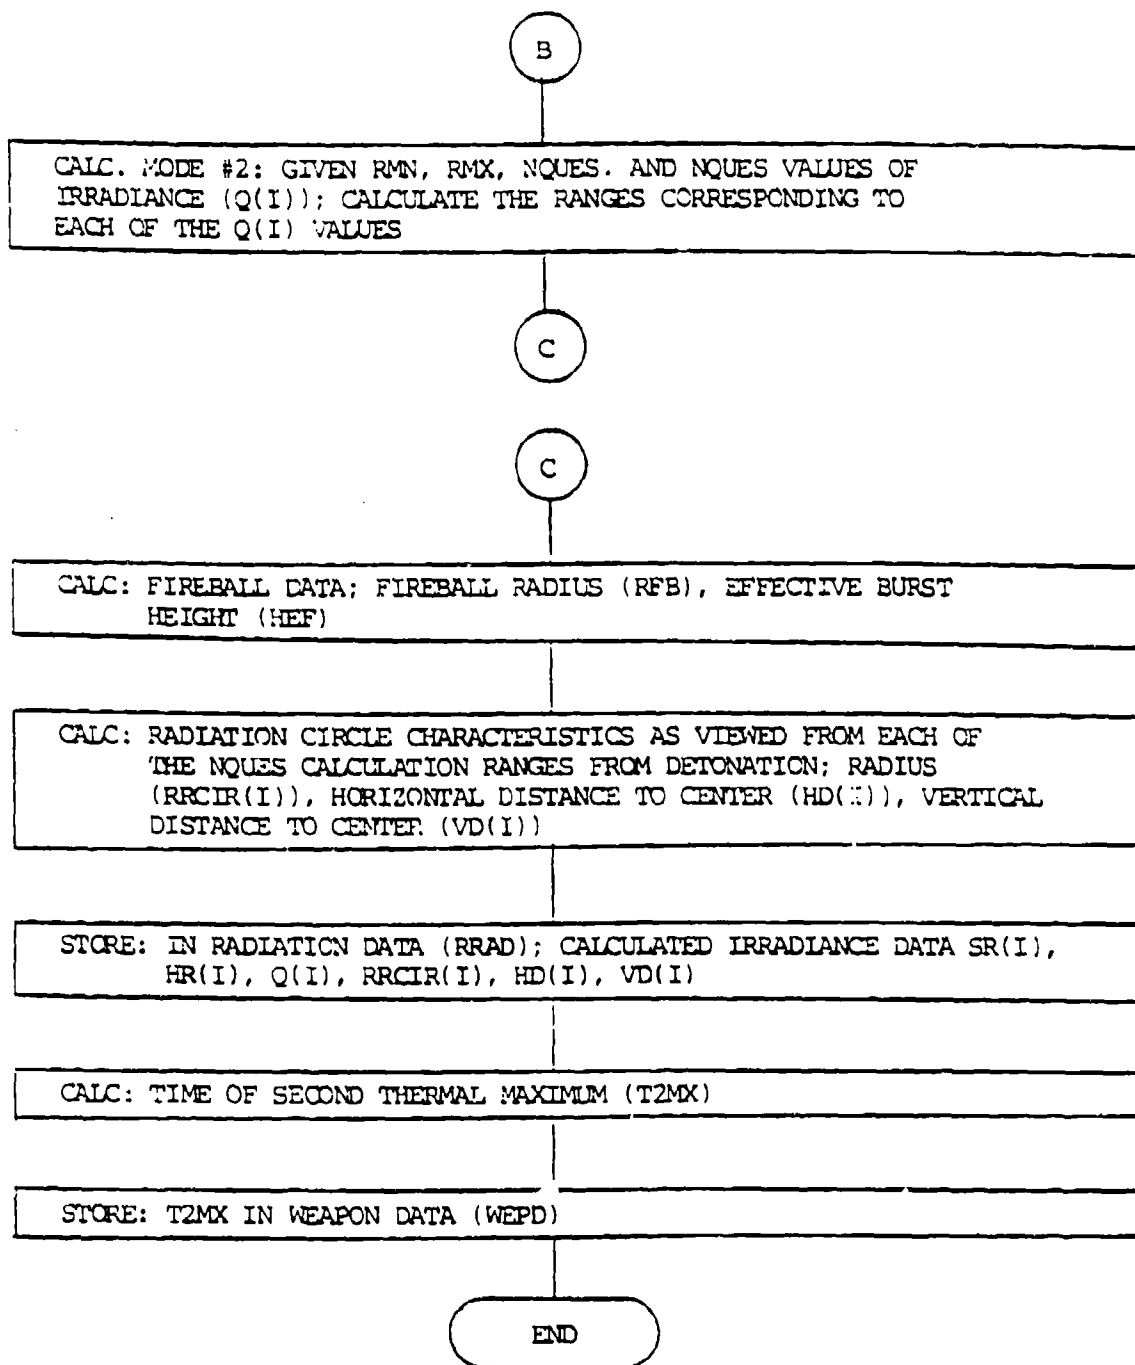 B
CALC. MODE #2: GIVEN RMN, RMX, NQUES. AND NQUES VALUES OF
IRRADIANCE (Q(I)); CALCULATE THE RANGES CORRESPONDING TO
EACH OF THE Q(I) VALUES
C
C
CALC: FIREBALL DATA; FIREBALL RADIUS (RFB), EFFECTIVE BURST
HEIGHT (HEF)
CALC: RADIATION CIRCLE CHARACTERISTICS AS VIEWED FROM EACH OF
THE NQUES CALCULATION RANGES FROM DETONATION; RADIUS
(RRCIR(I)), HORIZONTAL DISTANCE TO CENTER (HD(I)), VERTICAL
DISTANCE TO CENTER (VD(I))
STORE: IN RADIATION DATA (RRAD); CALCULATED IRRADIANCE DATA SR(I),
HR(I), Q(I), RRCIR(I), HD(I), VD(I)
CALC: TIME OF SECOND THERMAL MAXIMUM (T2MX)
STORE: T2MX IN WEAPON DATA (WEPD)
END